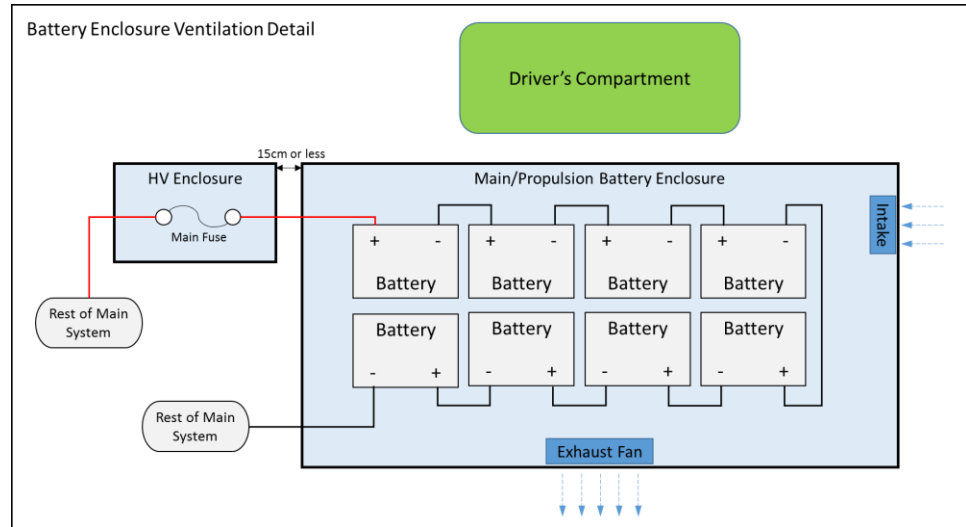 Battery Enclosure Ventilation Detail
Driver's Compartment
15cm or less
HV Enclosure
Main Fuse
Main/Propulsion Battery Enclosure
Intake
+ - + - + - + -
Battery Battery Battery Battery
Battery Battery Battery Battery
- + - + - + - +
Rest of Main
System
Rest of Main
System
Exhaust Fan